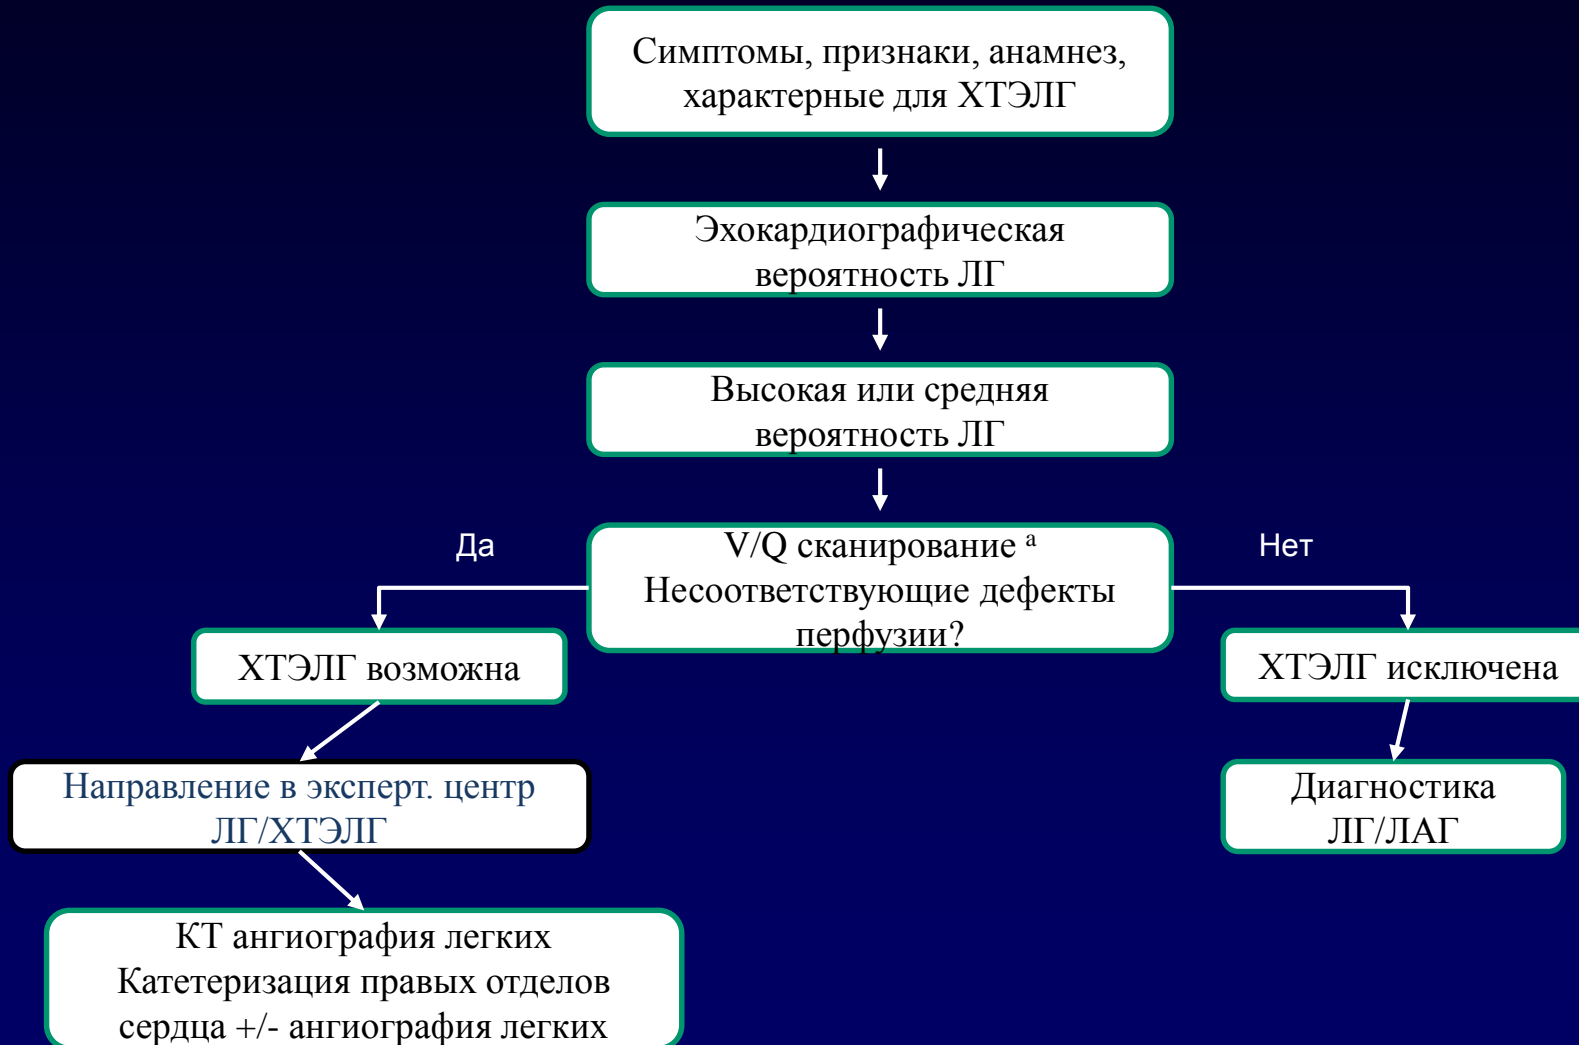 Симптомы, признаки, анамнез,
характерные для ХТЭЛГ
Эхокардиографическая
вероятность ЛГ
Высокая или средняя
вероятность ЛГ
Да
V/Q сканирование ᵃ
Несоответствующие дефекты
перфузии?
Нет
ХТЭЛГ возможна
ХТЭЛГ исключена
Направление в эксперт. центр
ЛГ/ХТЭЛГ
Диагностика
ЛГ/ЛАГ
КТ ангиография легких
Катетеризация правых отделов
сердца +/- ангиография легких